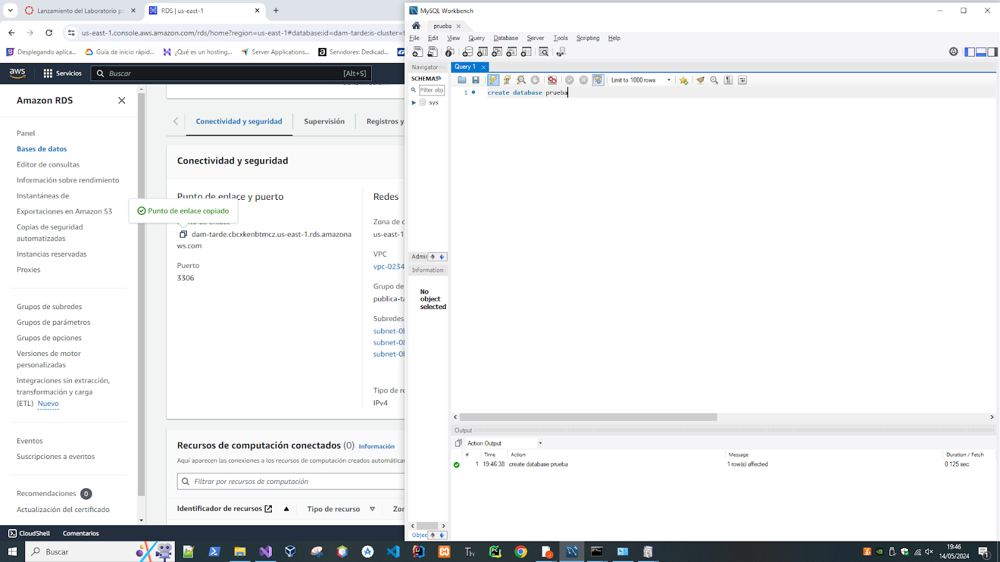 Lanzamiento del Laboratorio pa
RDS | us-east-1
us-east-1.console.aws.amazon.com/rds/home?region=us-east-1#database:id=dam-tarde;is-cluster=f
Desplegando aplica...
Guía de inicio rápid...
¿Qué es un hosting...
Server Applications...
Servidores: Dedicad...
aws
Servicios
Buscar
[Alt+S]
Amazon RDS
Panel
Bases de datos
Editor de consultas
Información sobre rendimiento
Instantáneas de
Exportaciones en Amazon S3
Copias de seguridad
automatizadas
Instancias reservadas
Proxies
Grupos de subredes
Grupos de parámetros
Grupos de opciones
Versiones de motor
personalizadas
Integraciones sin extracción,
transformación y carga
(ETL) Nuevo
Eventos
Suscripciones a eventos
Recomendaciones 0
Actualización del certificado
CloudShell
Comentarios
Conectividad y seguridad
Supervisión
Registros y
Conectividad y seguridad
Punto de enlace y puerto
Punto de enlace copiado
dam-tarde.cbcxkenbtmcz.us-east-1.rds.amazona
ws.com
Puerto
3306
Redes
Zona de
us-east-1
VPC
vpc-0234
Grupo de
publica-ta
Subredes
subnet-0b
subnet-08
subnet-0b
Tipo de re
IPv4
Recursos de computación conectados (0) Información
Aquí aparecen las conexiones a los recursos de computación creados automática
Filtrar por recursos de computación
Identificador de recursos
Tipo de recurso
Zor
MySQL Workbench
prueba
File Edit View Query Database Server Tools Scripting Help
Navigator
SCHEMAS
Filter obj
sys
Query 1
Limit to 1000 rows
1 create database prueba
Admir
Information
No
object
selected
Objec
Output
Action Output
# Time Action Message Duration / Fetch
1 19:46:38 create database prueba 1 row(s) affected 0.125 sec
Buscar
19:46
14/05/2024
1